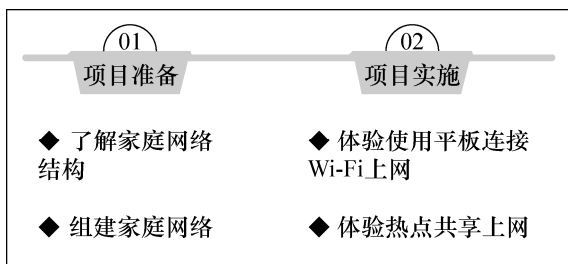 01
项目准备
◆ 了解家庭网络
结构
◆ 组建家庭网络
02
项目实施
◆ 体验使用平板连接
Wi-Fi上网
◆ 体验热点共享上网